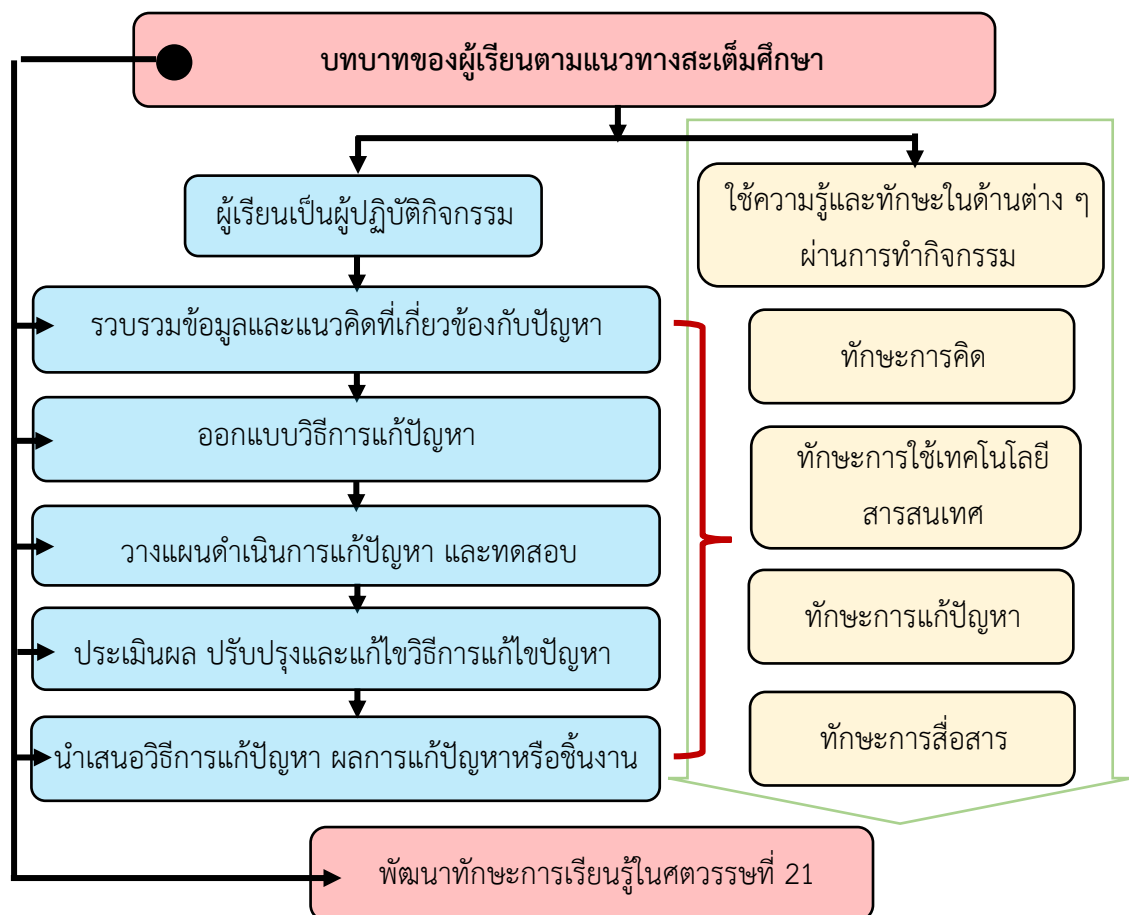 บทบาทของผู้เรียนตามแนวทางสะเต็มศึกษา
ผู้เรียนเป็นผู้ปฏิบัติกิจกรรม
รวบรวมข้อมูลและแนวคิดที่เกี่ยวข้องกับปัญหา
ออกแบบวิธีการแก้ปัญหา
วางแผนดำเนินการแก้ปัญหา และทดสอบ
ประเมินผล ปรับปรุงและแก้ไขวิธีการแก้ไขปัญหา
นำเสนอวิธีการแก้ปัญหา ผลการแก้ปัญหาหรือชิ้นงาน
ใช้ความรู้และทักษะในด้านต่าง ๆ
ผ่านการทำกิจกรรม
ทักษะการคิด
ทักษะการใช้เทคโนโลยี
สารสนเทศ
ทักษะการแก้ปัญหา
ทักษะการสื่อสาร
พัฒนาทักษะการเรียนรู้ในศตวรรษที่ 21